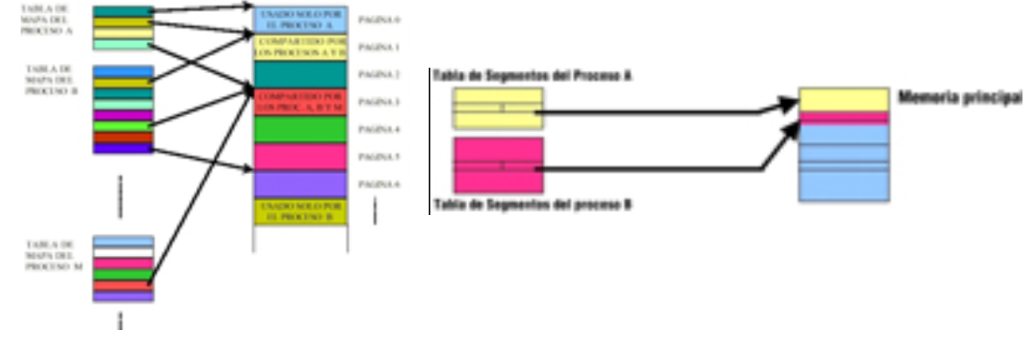 TABLA DE
MAPA DEL
PROCESO A
TABLA DE
MAPA DEL
PROCESO B
TABLA DE
MAPA DEL
PROCESO M
USADO SOLO POR
EL PROCESO A
COMPARTIDO POR
LOS PROCESOS A Y B
COMPARTIDO POR
LOS PROC. A, B Y M
USADO SOLO POR
EL PROCESO B
PAGINA 0
PAGINA 1
PAGINA 2
PAGINA 3
PAGINA 4
PAGINA 5
PAGINA 6
Tabla de Segmentos del Proceso A
Memoria principal
Tabla de Segmentos del proceso B